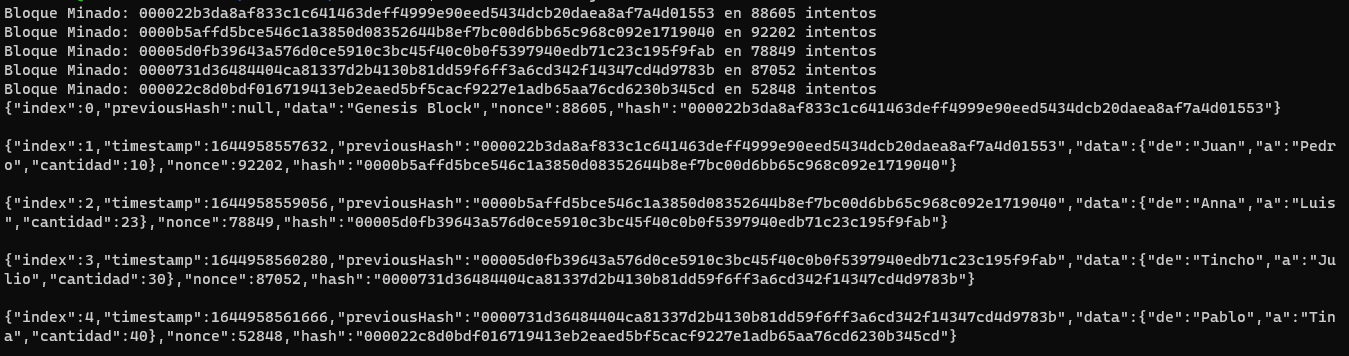 Bloque Minado: 000022b3da8af833c1c641463deff4999e90eed5434dcb20daea8af7a4d01553 en 88605 intentos
Bloque Minado: 0000b5affd5bce546c1a3850d08352644b8ef7bc00d6bb65c968c092e1719040 en 92202 intentos
Bloque Minado: 00005d0fb39643a576d0ce5910c3bc45f40c0b0f5397940edb71c23c195f9fab en 78849 intentos
Bloque Minado: 0000731d36484404ca81337d2b4130b81dd59f6ff3a6cd342f14347cd4d9783b en 87052 intentos
Bloque Minado: 000022c8d0bdf016719413eb2eaed5bf5cacf9227e1adb65aa76cd6230b345cd en 52848 intentos
{"index":0,"previousHash":null,"data":"Genesis Block","nonce":88605,"hash":"000022b3da8af833c1c641463deff4999e90eed5434dcb20daea8af7a4d01553"}
{"index":1,"timestamp":1644958557632,"previousHash":"000022b3da8af833c1c641463deff4999e90eed5434dcb20daea8af7a4d01553","data":{"de":"Juan","a":"Pedr
o","cantidad":10},"nonce":92202,"hash":"0000b5affd5bce546c1a3850d08352644b8ef7bc00d6bb65c968c092e1719040"}
{"index":2,"timestamp":1644958559056,"previousHash":"0000b5affd5bce546c1a3850d08352644b8ef7bc00d6bb65c968c092e1719040","data":{"de":"Anna","a":"Luis
","cantidad":23},"nonce":78849,"hash":"00005d0fb39643a576d0ce5910c3bc45f40c0b0f5397940edb71c23c195f9fab"}
{"index":3,"timestamp":1644958560280,"previousHash":"00005d0fb39643a576d0ce5910c3bc45f40c0b0f5397940edb71c23c195f9fab","data":{"de":"Tincho","a":"Ju
lio","cantidad":30},"nonce":87052,"hash":"0000731d36484404ca81337d2b4130b81dd59f6ff3a6cd342f14347cd4d9783b"}
{"index":4,"timestamp":1644958561666,"previousHash":"0000731d36484404ca81337d2b4130b81dd59f6ff3a6cd342f14347cd4d9783b","data":{"de":"Pablo","a":"Tin
a","cantidad":40},"nonce":52848,"hash":"000022c8d0bdf016719413eb2eaed5bf5cacf9227e1adb65aa76cd6230b345cd"}